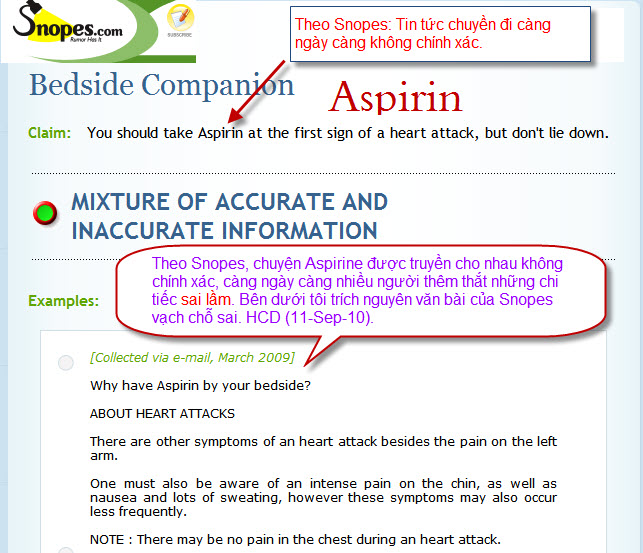 Snopes.com
Rumor Has It
SUBSCRIBE
Theo Snopes: Tin tức chuyền đi càng
ngày càng không chính xác.
Bedside Companion
Aspirin
Claim: You should take Aspirin at the first sign of a heart attack, but don't lie down.
MIXTURE OF ACCURATE AND
INACCURATE INFORMATION
Theo Snopes, chuyện Aspirine được truyền cho nhau không
chính xác, càng ngày càng nhiều người thêm thắt những chi
tiếc sai lầm. Bên dưới tôi trích nguyên văn bài của Snopes
vạch chỗ sai. HCD (11-Sep-10).
Examples:
[Collected via e-mail, March 2009]
Why have Aspirin by your bedside?
ABOUT HEART ATTACKS
There are other symptoms of an heart attack besides the pain on the left
arm.
One must also be aware of an intense pain on the chin, as well as
nausea and lots of sweating, however these symptoms may also occur
less frequently.
NOTE : There may be no pain in the chest during an heart attack.